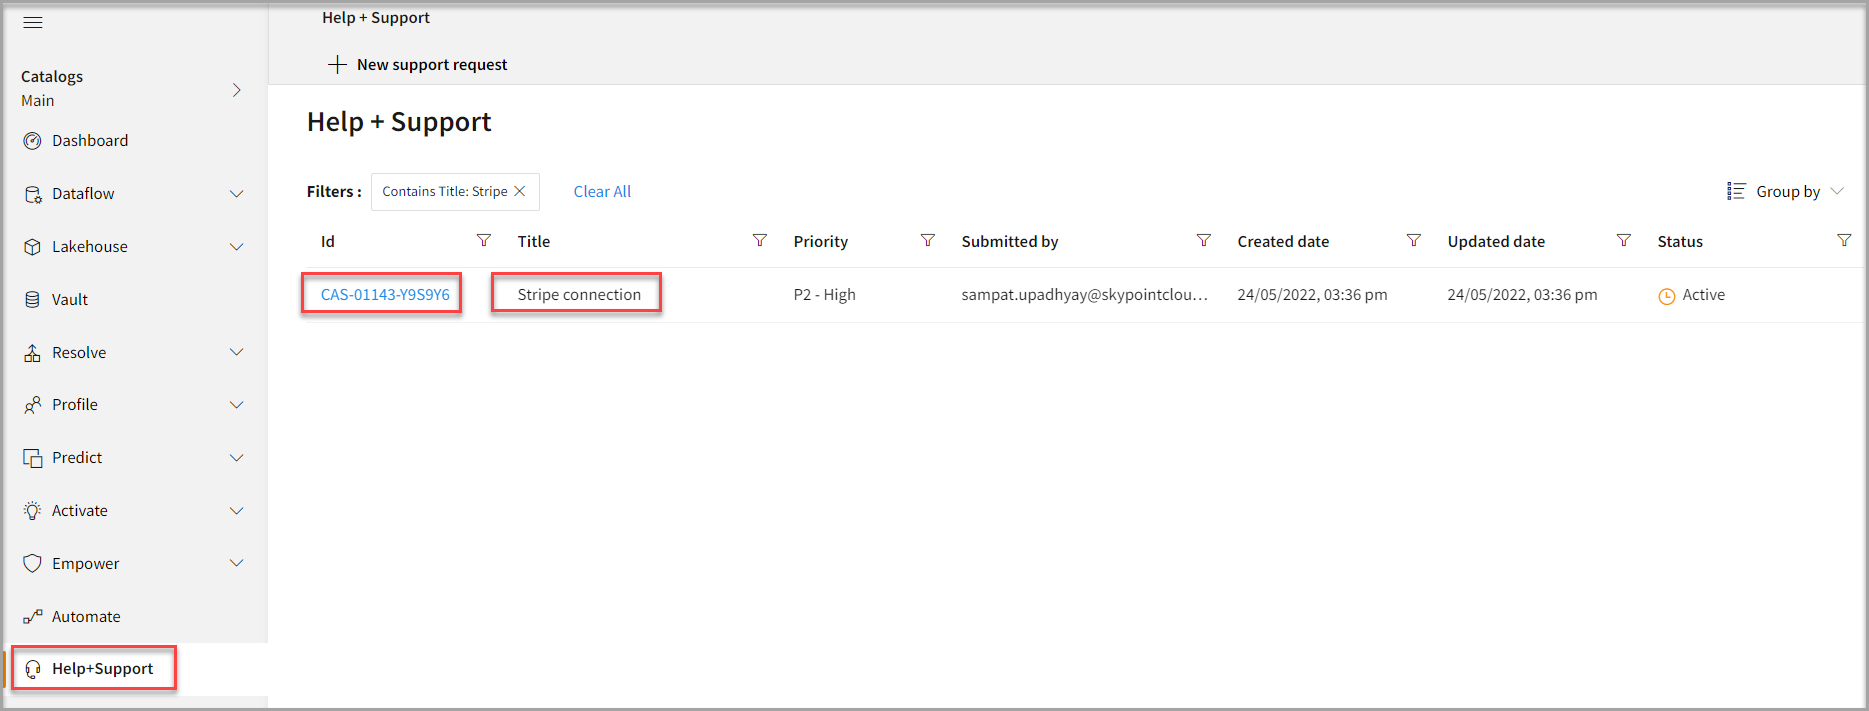 Help + Support
New support request
Catalogs
Main
Dashboard
Dataflow
Lakehouse
Vault
Resolve
Profile
Predict
Activate
Empower
Automate
Help+Support
Help + Support
Filters : Contains Title: Stripe Clear All Group by
Id Title Priority Submitted by Created date Updated date Status
CAS-01143-Y9S9Y6 Stripe connection P2 - High sampat.upadhyay@skypointclou... 24/05/2022, 03:36 pm 24/05/2022, 03:36 pm Active